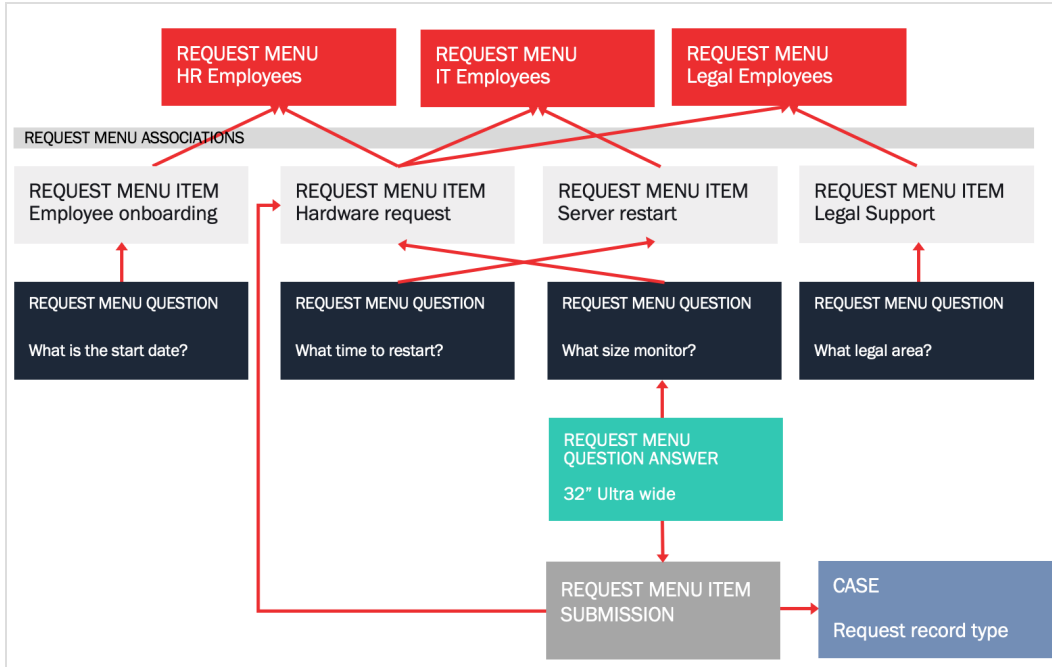 REQUEST MENU
HR Employees
REQUEST MENU
IT Employees
REQUEST MENU
Legal Employees
REQUEST MENU ASSOCIATIONS
REQUEST MENU ITEM
Employee onboarding
REQUEST MENU ITEM
Hardware request
REQUEST MENU ITEM
Server restart
REQUEST MENU ITEM
Legal Support
REQUEST MENU QUESTION
What is the start date?
REQUEST MENU QUESTION
What time to restart?
REQUEST MENU QUESTION
What size monitor?
REQUEST MENU QUESTION
What legal area?
REQUEST MENU
QUESTION ANSWER
32” Ultra wide
REQUEST MENU ITEM
SUBMISSION
CASE
Request record type